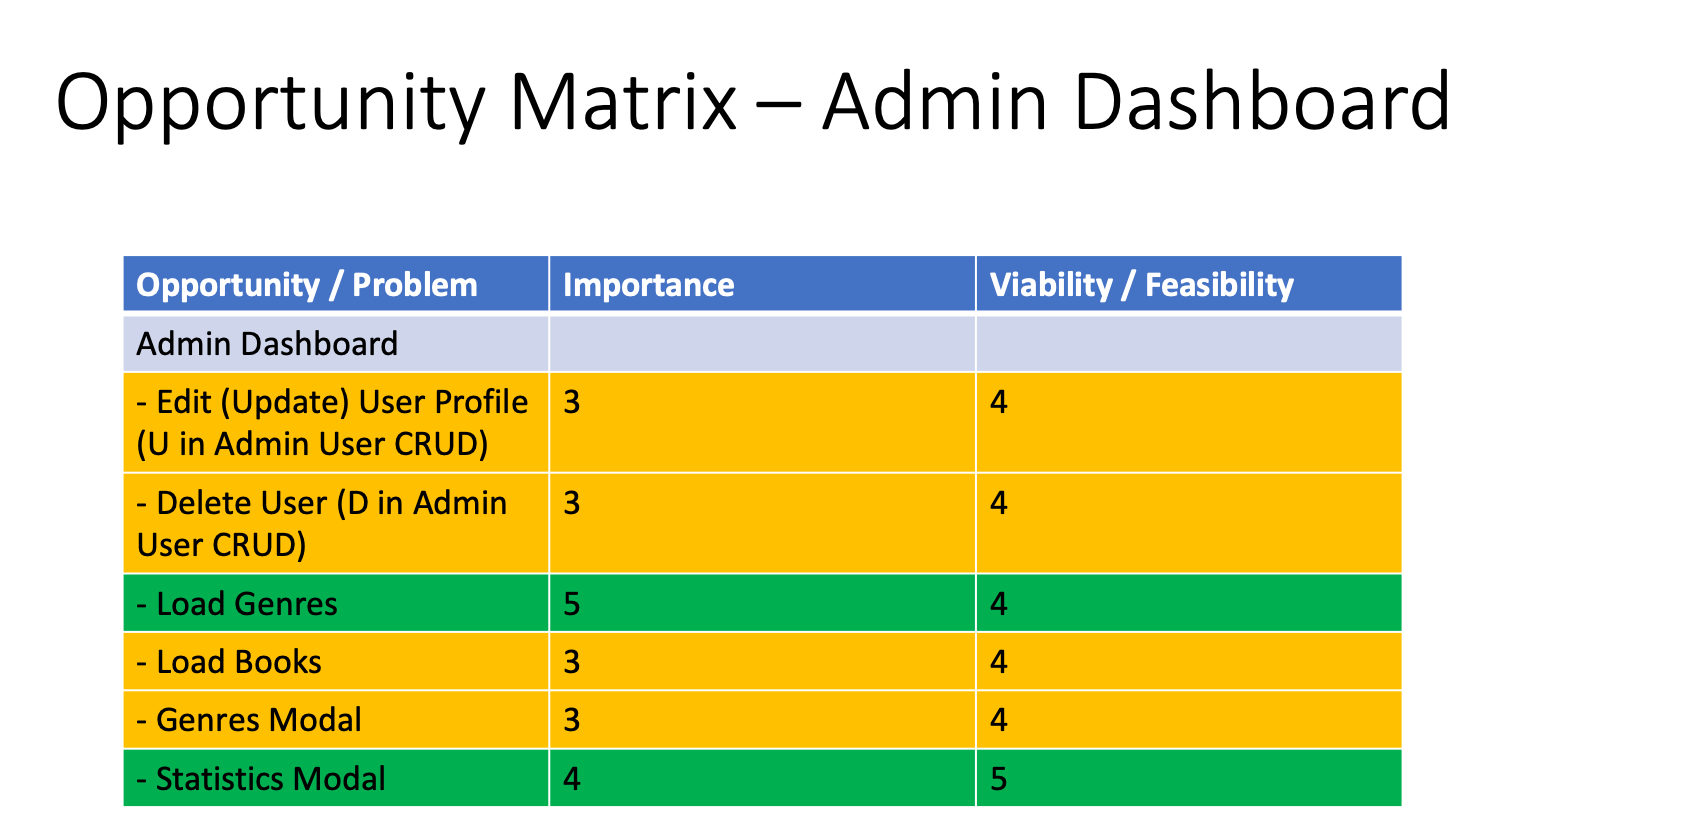 Opportunity Matrix – Admin Dashboard
Opportunity / Problem Importance Viability / Feasibility
Admin Dashboard
- Edit (Update) User Profile 3 4
(U in Admin User CRUD)
- Delete User (D in Admin 3 4
User CRUD)
- Load Genres 5 4
- Load Books 3 4
- Genres Modal 3 4
- Statistics Modal 4 5